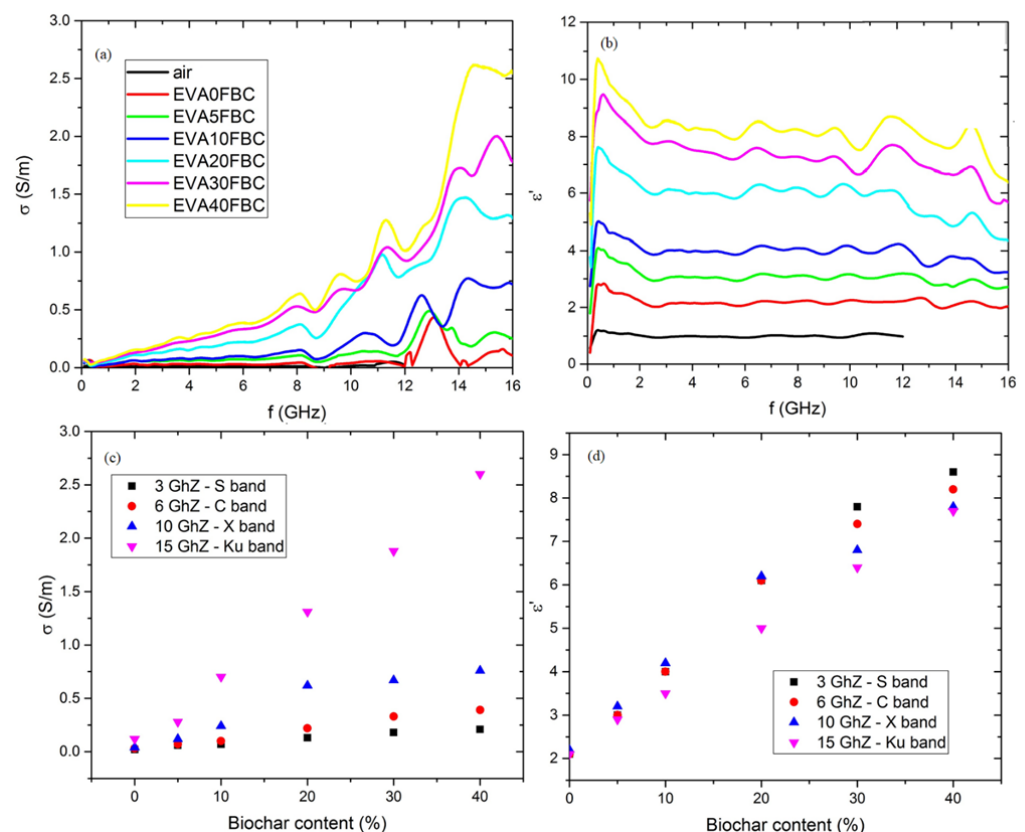 (a)
air
EVA0FBC
EVA5FBC
EVA10FBC
EVA20FBC
EVA30FBC
EVA40FBC
3.0
2.5
2.0
1.5
1.0
0.5
0.0
σ (S/m)
0 2 4 6 8 10 12 14 16
f (GHz)
(b)
12
10
8
6
4
2
0
ε'
0 2 4 6 8 10 12 14 16
f (GHz)
(c)
3 GhZ - S band
6 GhZ - C band
10 GhZ - X band
15 GhZ - Ku band
3.0
2.5
2.0
1.5
1.0
0.5
0.0
σ (S/m)
0 10 20 30 40
Biochar content (%)
(d)
3 GhZ - S band
6 GhZ - C band
10 GhZ - X band
15 GhZ - Ku band
9
8
7
6
5
4
3
2
ε'
0 10 20 30 40
Biochar content (%)